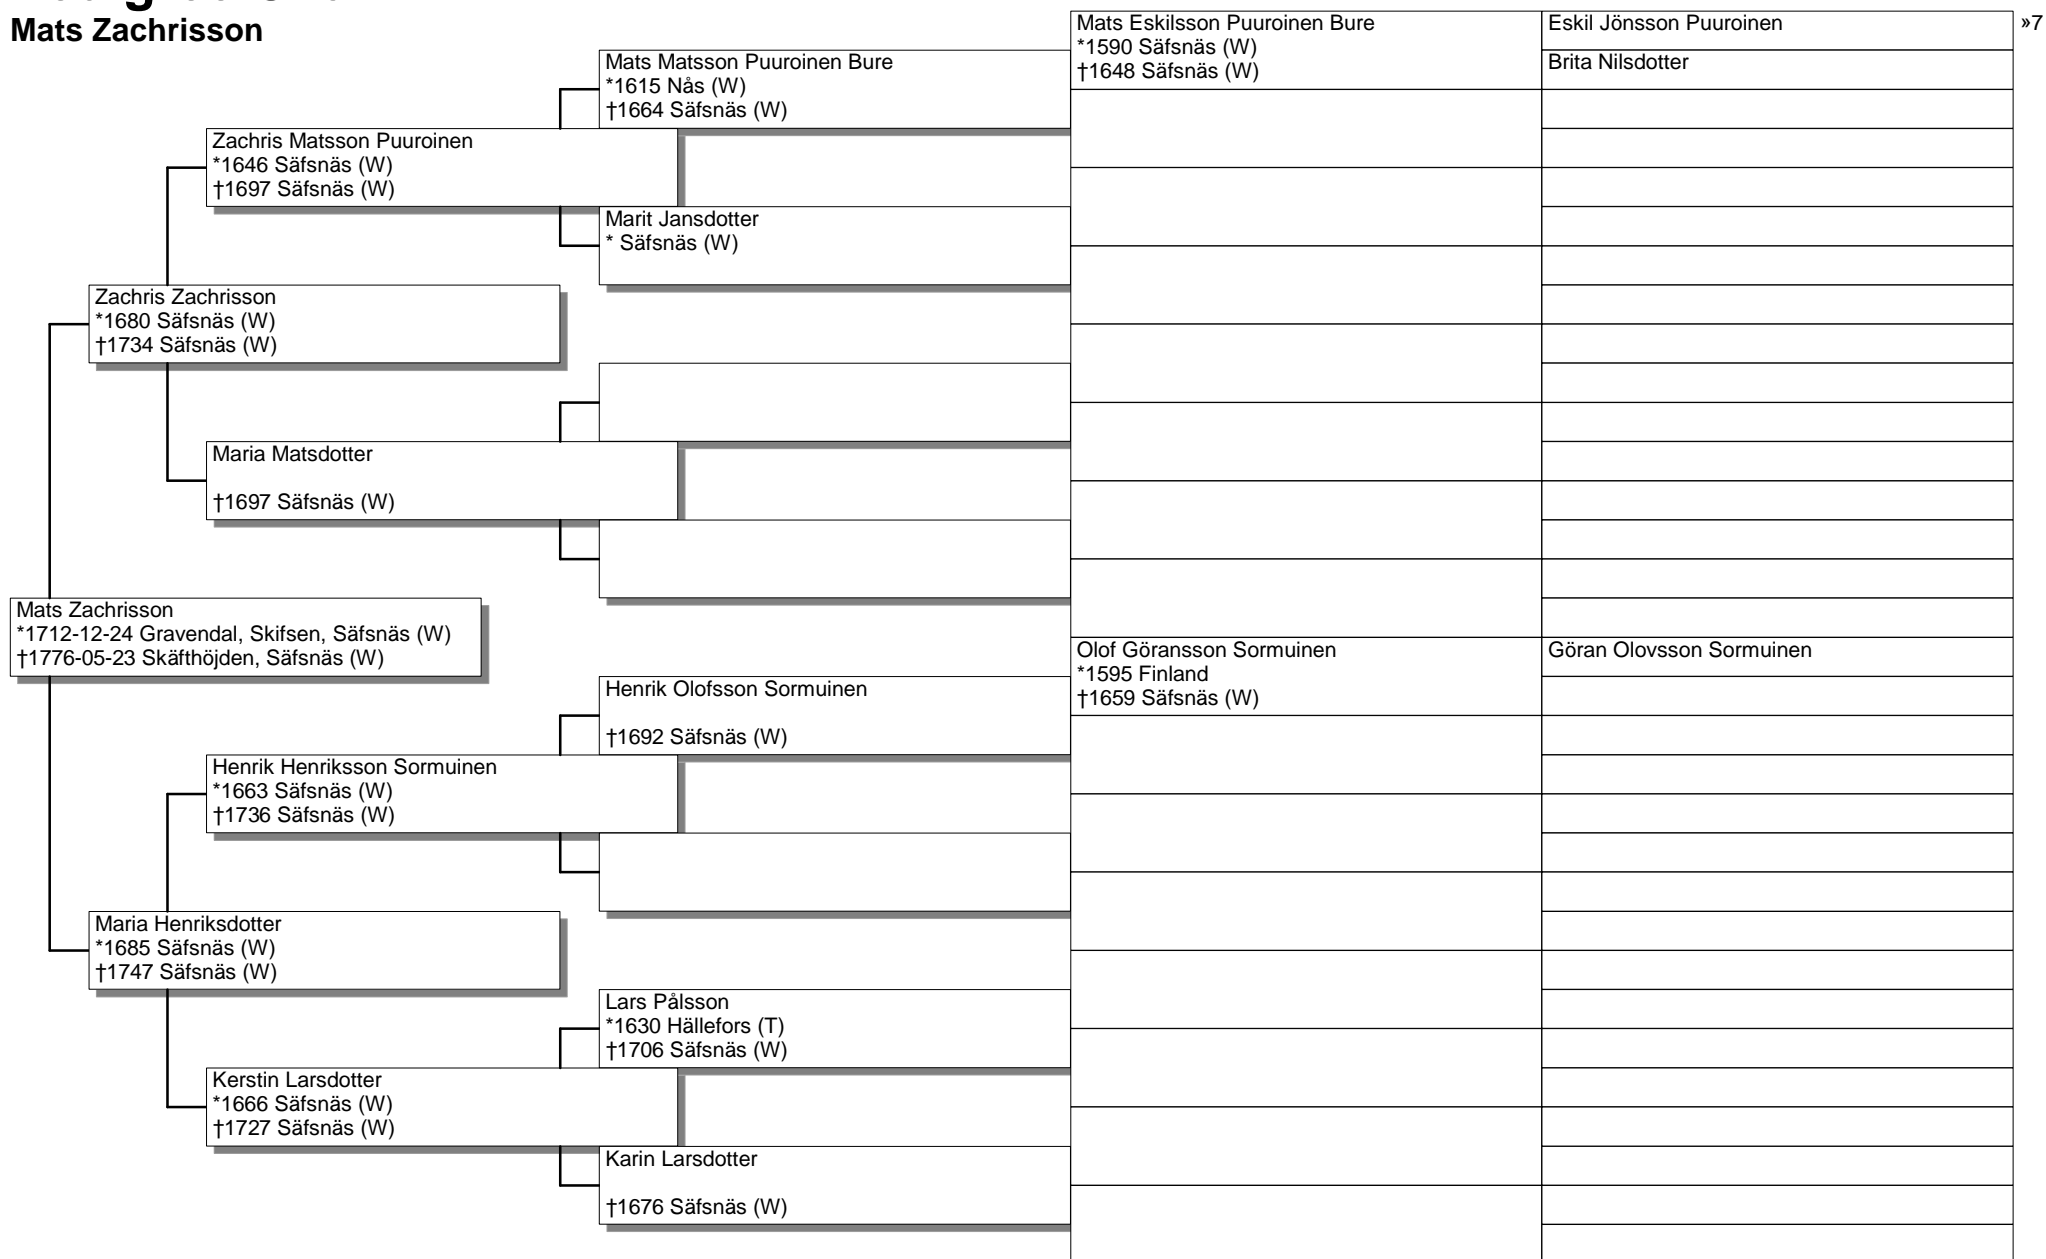 Mats Zachrisson
Mats Eskilsson Puuroinen Bure
*1590 Säfsnäs (W)
†1648 Säfsnäs (W)
Eskil Jönsson Puuroinen
»7
Brita Nilsdotter
Mats Matsson Puuroinen Bure
*1615 Nås (W)
†1664 Säfsnäs (W)
Zachris Matsson Puuroinen
*1646 Säfsnäs (W)
†1697 Säfsnäs (W)
Marit Jansdotter
* Säfsnäs (W)
Zachris Zachrisson
*1680 Säfsnäs (W)
†1734 Säfsnäs (W)
Maria Matsdotter
†1697 Säfsnäs (W)
Mats Zachrisson
*1712-12-24 Gravendal, Skifsen, Säfsnäs (W)
†1776-05-23 Skäfthöjden, Säfsnäs (W)
Olof Göransson Sormuinen
*1595 Finland
†1659 Säfsnäs (W)
Göran Olovsson Sormuinen
Henrik Olofsson Sormuinen
†1692 Säfsnäs (W)
Henrik Henriksson Sormuinen
*1663 Säfsnäs (W)
†1736 Säfsnäs (W)
Maria Henriksdotter
*1685 Säfsnäs (W)
†1747 Säfsnäs (W)
Lars Pålsson
*1630 Hällefors (T)
†1706 Säfsnäs (W)
Kerstin Larsdotter
*1666 Säfsnäs (W)
†1727 Säfsnäs (W)
Karin Larsdotter
†1676 Säfsnäs (W)